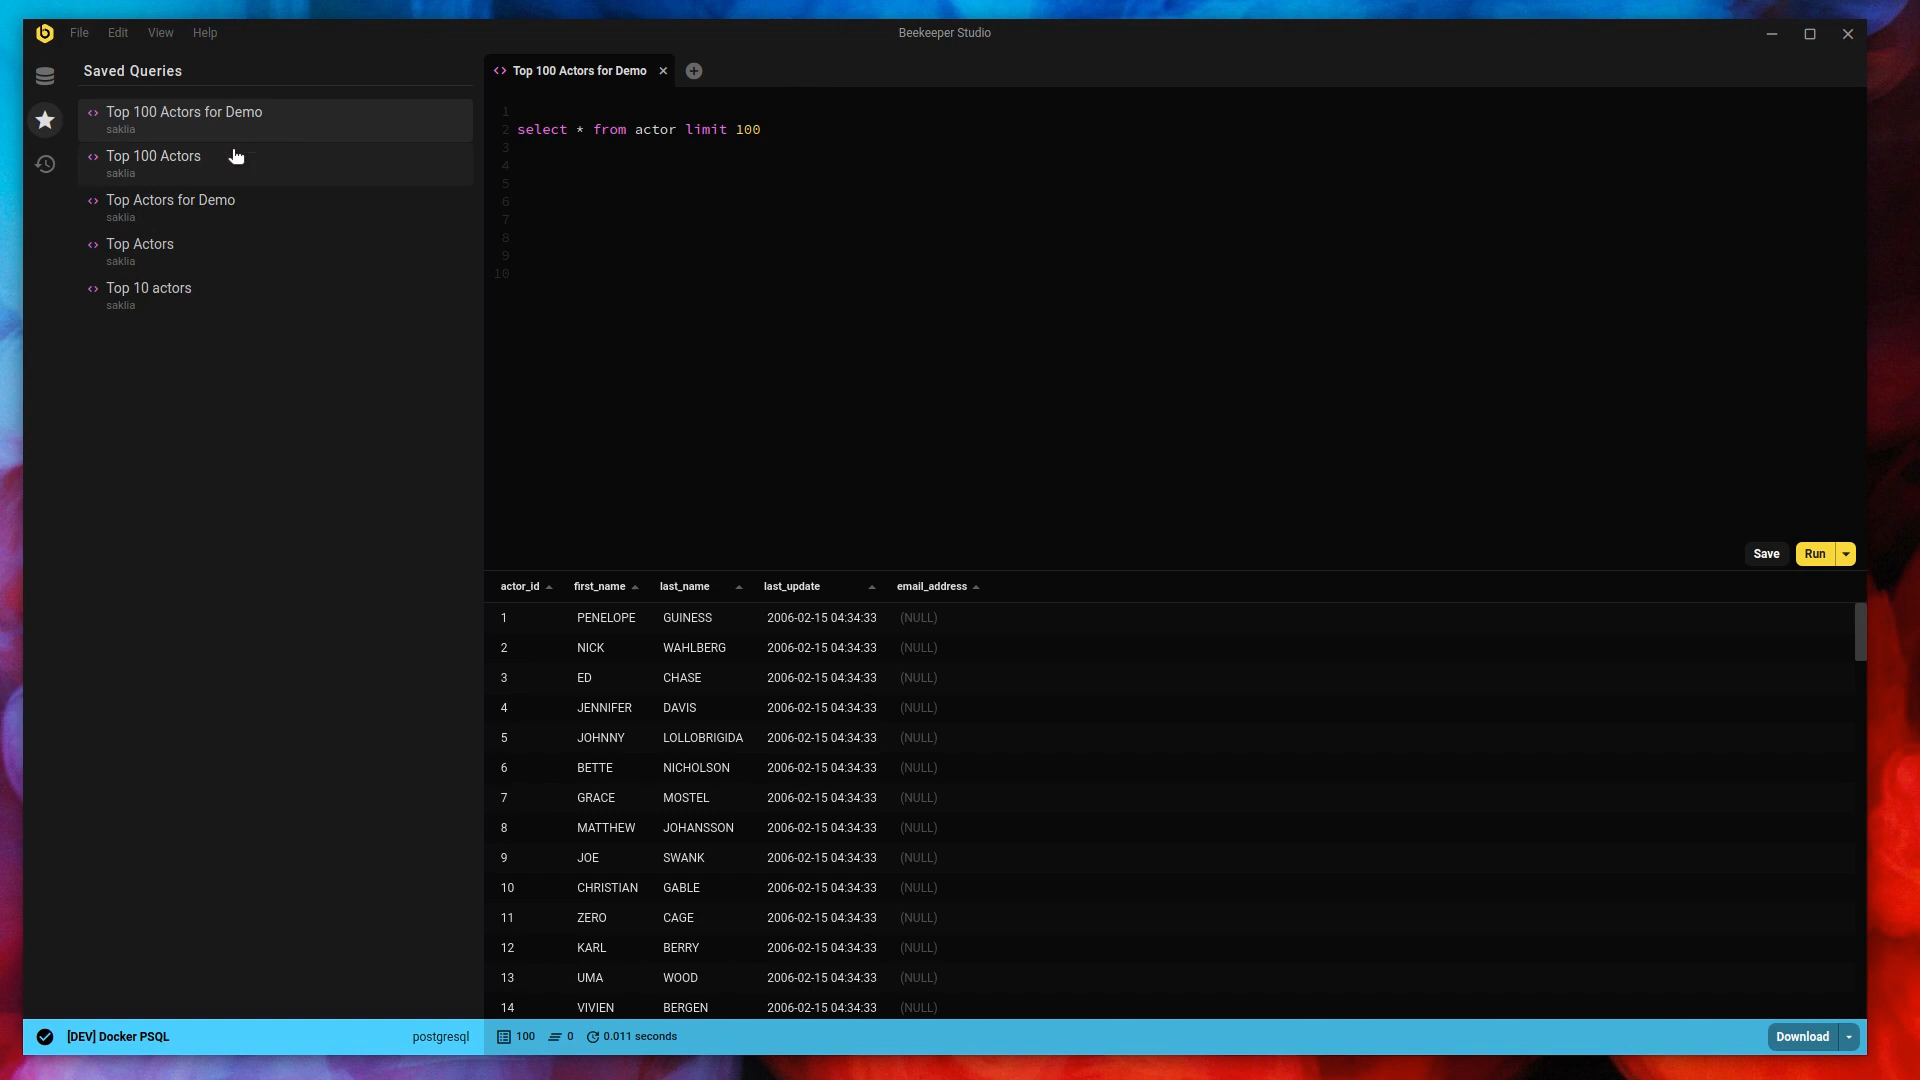 File Edit View Help
Beekeeper Studio
Saved Queries
Top 100 Actors for Demo
saklia
Top 100 Actors
saklia
Top Actors for Demo
saklia
Top Actors
saklia
Top 10 actors
saklia
Top 100 Actors for Demo
1
2 select * from actor limit 100
3
4
5
6
7
8
9
10
Save Run
actor_id first_name last_name last_update email_address
1 PENELOPE GUINESS 2006-02-15 04:34:33 (NULL)
2 NICK WAHLBERG 2006-02-15 04:34:33 (NULL)
3 ED CHASE 2006-02-15 04:34:33 (NULL)
4 JENNIFER DAVIS 2006-02-15 04:34:33 (NULL)
5 JOHNNY LOLLOBRIGIDA 2006-02-15 04:34:33 (NULL)
6 BETTE NICHOLSON 2006-02-15 04:34:33 (NULL)
7 GRACE MOSTEL 2006-02-15 04:34:33 (NULL)
8 MATTHEW JOHANSSON 2006-02-15 04:34:33 (NULL)
9 JOE SWANK 2006-02-15 04:34:33 (NULL)
10 CHRISTIAN GABLE 2006-02-15 04:34:33 (NULL)
11 ZERO CAGE 2006-02-15 04:34:33 (NULL)
12 KARL BERRY 2006-02-15 04:34:33 (NULL)
13 UMA WOOD 2006-02-15 04:34:33 (NULL)
14 VIVIEN BERGEN 2006-02-15 04:34:33 (NULL)
[DEV] Docker PSQL postgresql 100 0 0.011 seconds Download